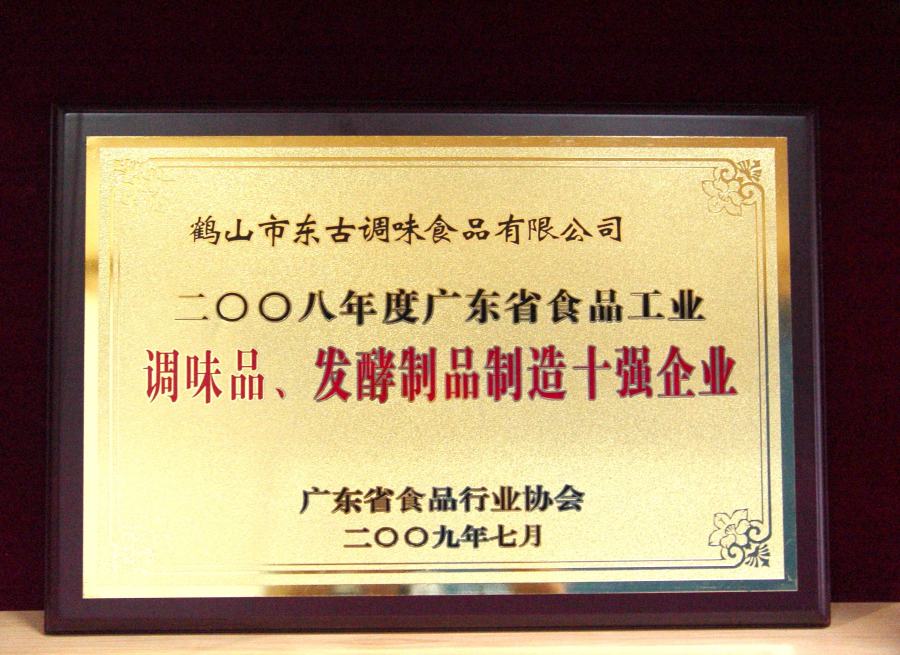 鹤山市东古调味食品有限公司
二〇〇八年度广东省食品工业
调味品、发酵制品制造十强企业
广东省食品行业协会
二〇〇九年七月